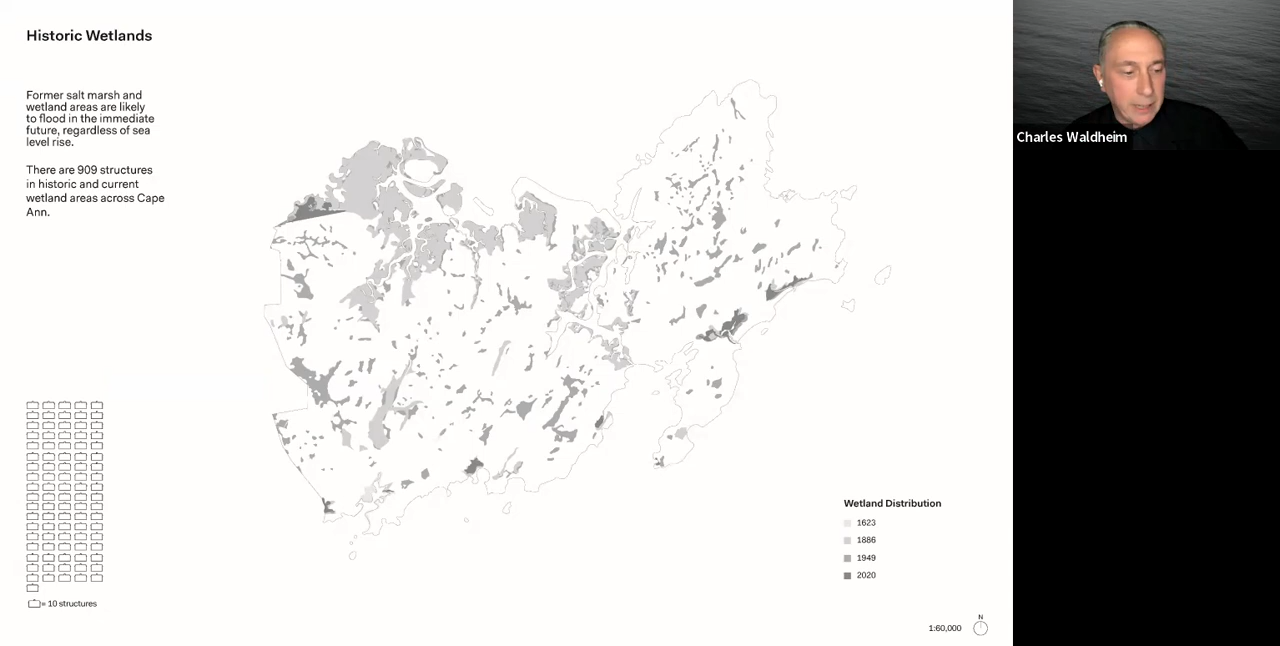 Historic Wetlands
Former salt marsh and
wetland areas are likely
to flood in the immediate
future, regardless of sea
level rise.
There are 909 structures
in historic and current
wetland areas across Cape
Ann.
= 10 structures
Wetland Distribution
1623
1886
1949
2020
1:60,000
N
Charles Waldheim